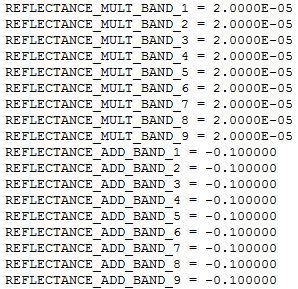 REFLECTANCE_MULT_BAND_1 = 2.0000E-05
REFLECTANCE_MULT_BAND_2 = 2.0000E-05
REFLECTANCE_MULT_BAND_3 = 2.0000E-05
REFLECTANCE_MULT_BAND_4 = 2.0000E-05
REFLECTANCE_MULT_BAND_5 = 2.0000E-05
REFLECTANCE_MULT_BAND_6 = 2.0000E-05
REFLECTANCE_MULT_BAND_7 = 2.0000E-05
REFLECTANCE_MULT_BAND_8 = 2.0000E-05
REFLECTANCE_MULT_BAND_9 = 2.0000E-05
REFLECTANCE_ADD_BAND_1 = -0.100000
REFLECTANCE_ADD_BAND_2 = -0.100000
REFLECTANCE_ADD_BAND_3 = -0.100000
REFLECTANCE_ADD_BAND_4 = -0.100000
REFLECTANCE_ADD_BAND_5 = -0.100000
REFLECTANCE_ADD_BAND_6 = -0.100000
REFLECTANCE_ADD_BAND_7 = -0.100000
REFLECTANCE_ADD_BAND_8 = -0.100000
REFLECTANCE_ADD_BAND_9 = -0.100000